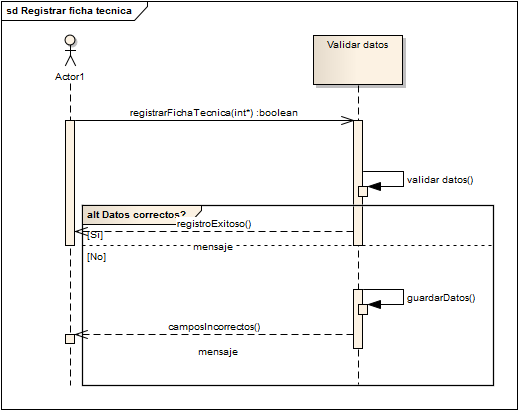 sd Registrar ficha tecnica
Actor1
Validar datos
registrarFichaTecnica(int*) :boolean
validar datos()
alt Datos correctos?
registroExitoso()
[Si]
mensaje
[No]
guardarDatos()
camposIncorrectos()
mensaje